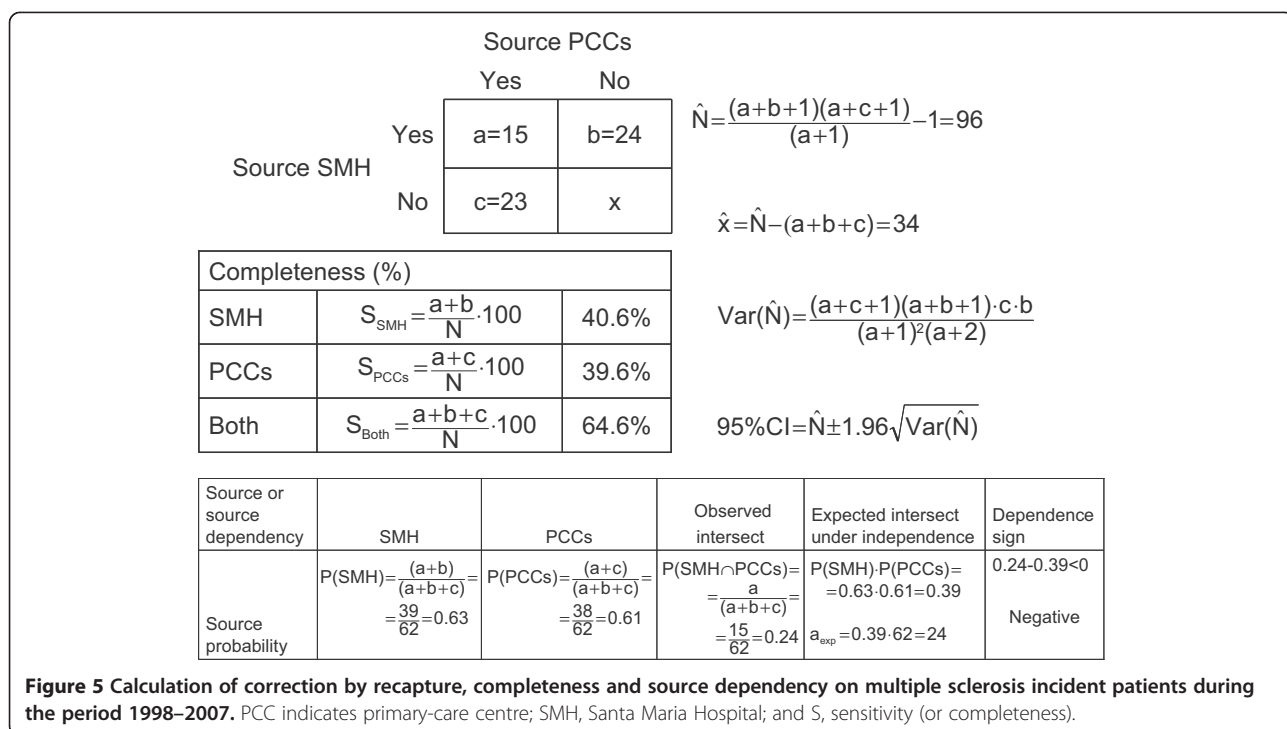 Source PCCs
Yes No
Source SMH
Yes a=15 b=24
No c=23 x
N̂=(a+b+1)(a+c+1)/(a+1)−1=96
x̂=N̂−(a+b+c)=34
Var(N̂)=(a+c+1)(a+b+1)·c·b/(a+1)²(a+2)
95%CI=N̂±1.96√Var(N̂)
Completeness (%)
SMH S_SMH=a+b/N·100 40.6%
PCCs S_PCCs=a+c/N·100 39.6%
Both S_Both=a+b+c/N·100 64.6%
Source or source dependency SMH PCCs Observed intersect Expected intersect under independence Dependence sign
Source probability
P(SMH)=(a+b)/(a+b+c)=
=39/62=0.63
P(PCCs)=(a+c)/(a+b+c)=
=38/62=0.61
P(SMH∩PCCs)=
=a/(a+b+c)=
=15/62=0.24
P(SMH)·P(PCCs)=
=0.63·0.61=0.39
a_exp=0.39·62=24
0.24-0.39<0
Negative
Figure 5 Calculation of correction by recapture, completeness and source dependency on multiple sclerosis incident patients during
the period 1998–2007. PCC indicates primary-care centre; SMH, Santa Maria Hospital; and S, sensitivity (or completeness).